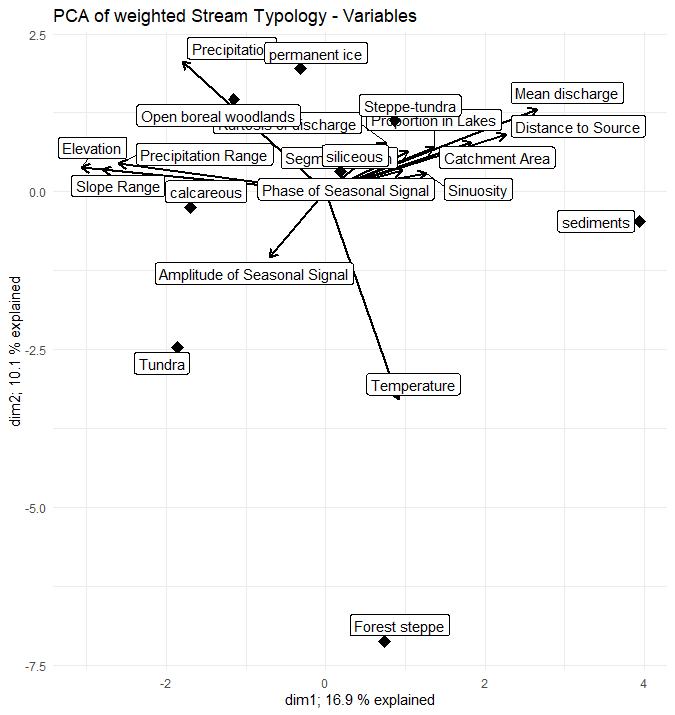 PCA of weighted Stream Typology - Variables
2.5
0.0
-2.5
-5.0
-7.5
dim2; 10.1 % explained
Precipitatio
permanent ice
Mean discharge
Steppe-tundra
Open boreal woodlands
discharge
Proportion in Lakes
Distance to Source
Elevation
Precipitation Range
siliceous
Catchment Area
Slope Range
calcareous
Phase of Seasonal Signal
Sinuosity
sediments
Amplitude of Seasonal Signal
Tundra
Temperature
Forest steppe
-2
0
2
4
dim1; 16.9 % explained